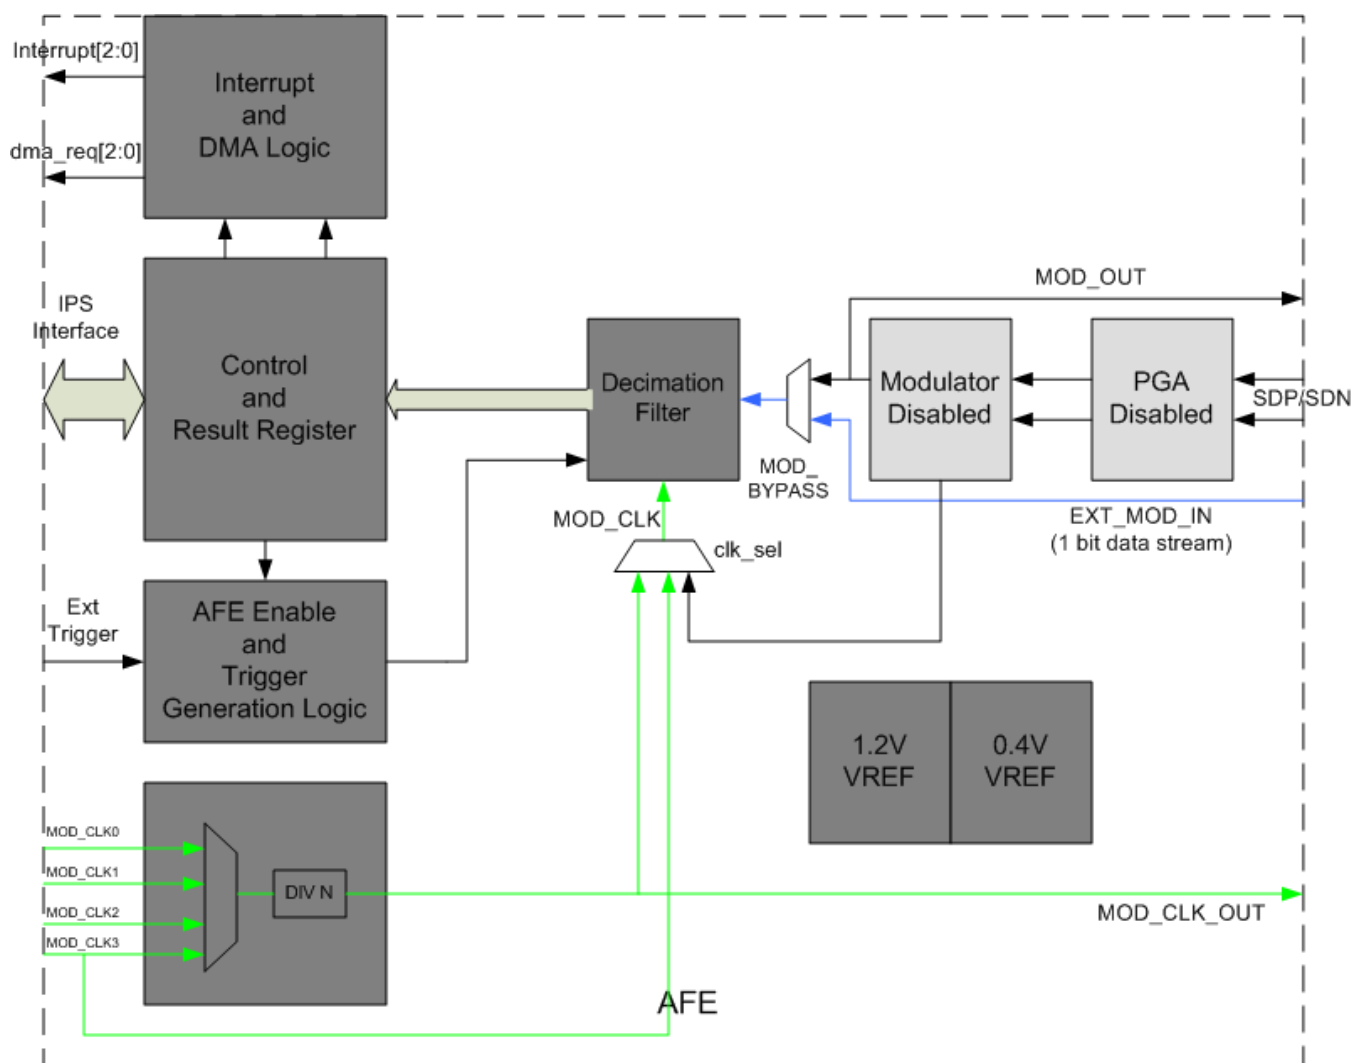 Interrupt[2:0]
dma_req[2:0]
Interrupt
and
DMA Logic
IPS
Interface
Control
and
Result Register
Decimation
Filter
MOD_OUT
Modulator
Disabled
PGA
Disabled
SDP/SDN
MOD_
BYPASS
EXT_MOD_IN
(1 bit data stream)
MOD_CLK
clk_sel
Ext
Trigger
AFE Enable
and
Trigger
Generation Logic
1.2V
VREF
0.4V
VREF
MOD_CLK0
MOD_CLK1
MOD_CLK2
MOD_CLK3
DIV N
MOD_CLK_OUT
AFE